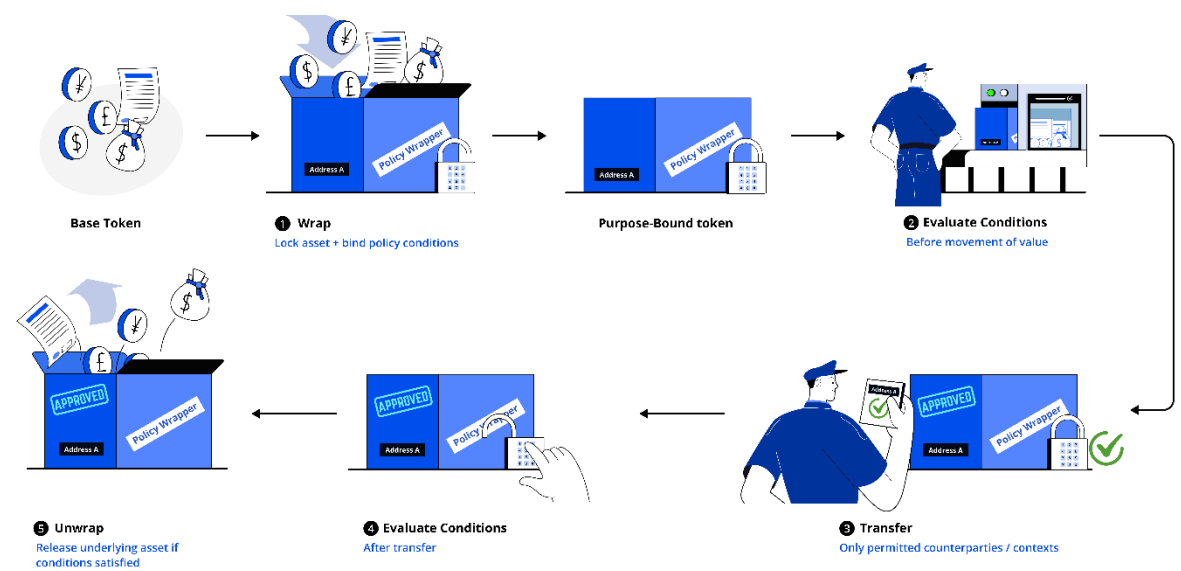 ¥
$
£
$
Base Token
¥
$
£
$
Address A
Policy Wrapper
1 Wrap
Lock asset + bind policy conditions
Address A
Policy Wrapper
Purpose-Bound token
2 Evaluate Conditions
Before movement of value
Address A
APPROVED
Address A
Policy Wrapper
3 Transfer
Only permitted counterparties / contexts
APPROVED
Address A
Policy Wrapper
4 Evaluate Conditions
After transfer
$
¥
£
APPROVED
Address A
Policy Wrapper
5 Unwrap
Release underlying asset if
conditions satisfied